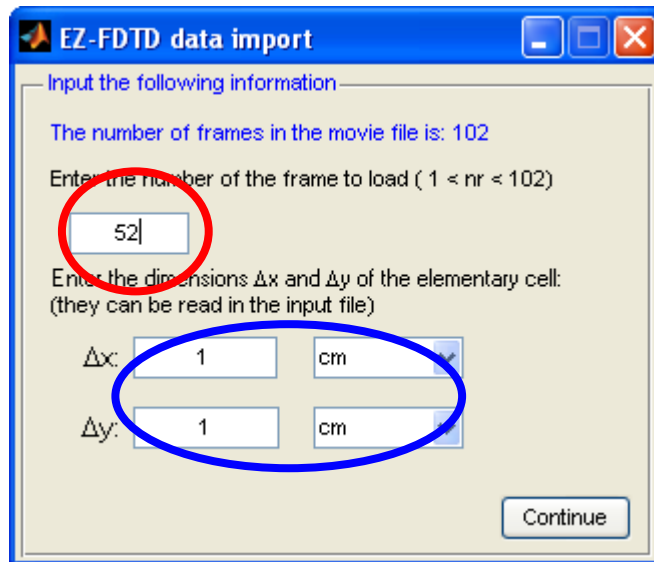 EZ-FDTD data import
Input the following information
The number of frames in the movie file is: 102
Enter the number of the frame to load ( 1 < nr < 102)
52
Enter the dimensions Δx and Δy of the elementary cell:
(they can be read in the input file)
Δx: 1 cm
Δy: 1 cm
Continue